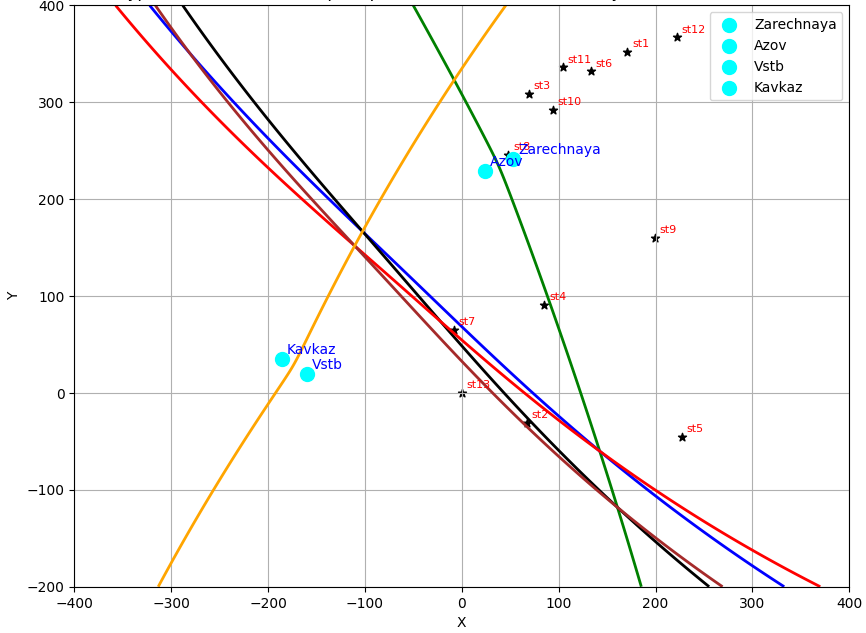 400
300
200
100
0
−100
−200
Y
−400
−300
−200
−100
0
100
200
300
400
X
Zarechnaya
Azov
Vstb
Kavkaz
st12
st1
st11
st6
st3
st10
Zarechnaya
Azov
st9
st4
st7
Kavkaz
Vstb
st13
st2
st5